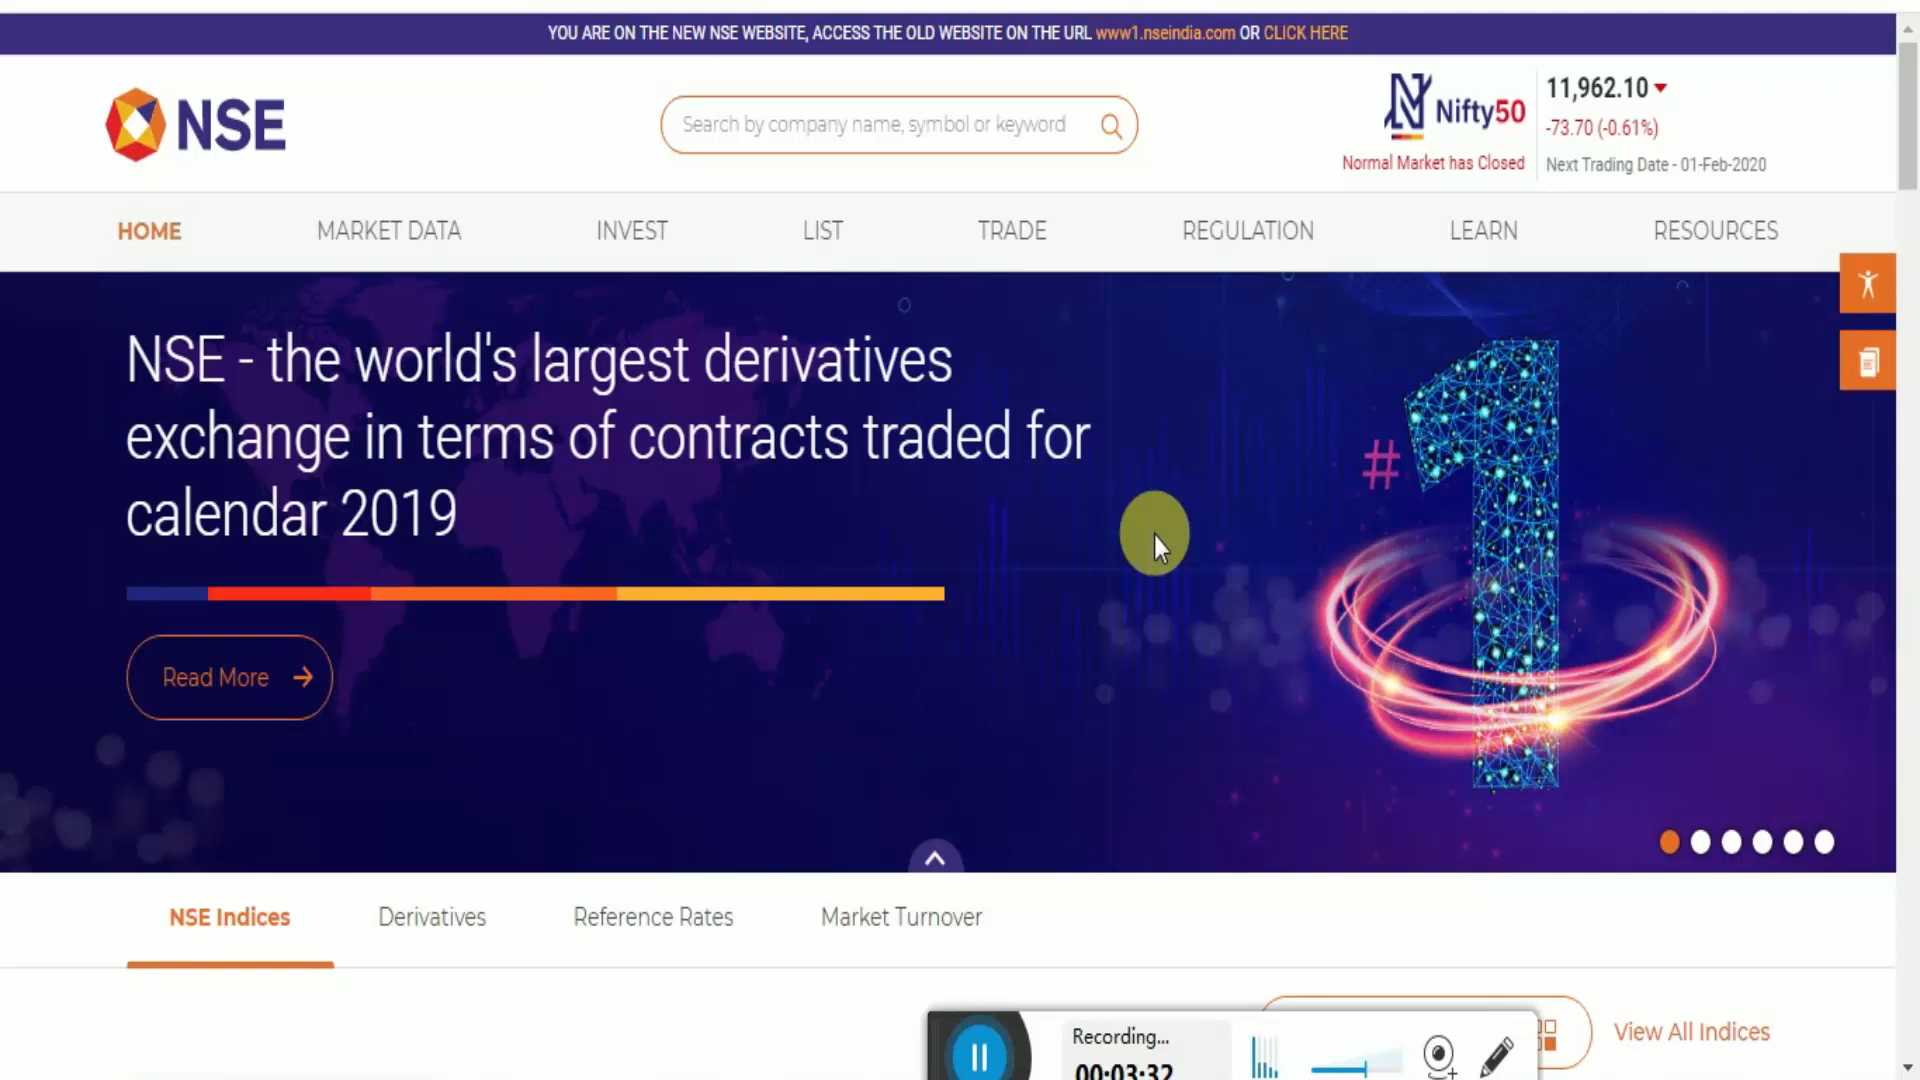 YOU ARE ON THE NEW NSE WEBSITE, ACCESS THE OLD WEBSITE ON THE URL www1.nseindia.com OR CLICK HERE
NSE
Search by company name, symbol or keyword
Nifty50
Normal Market has Closed
11,962.10
-73.70 (-0.61%)
Next Trading Date - 01-Feb-2020
HOME MARKET DATA INVEST LIST TRADE REGULATION LEARN RESOURCES
NSE - the world's largest derivatives
exchange in terms of contracts traded for
calendar 2019
#1
Read More
NSE Indices Derivatives Reference Rates Market Turnover
View All Indices
Recording...
00:03:32